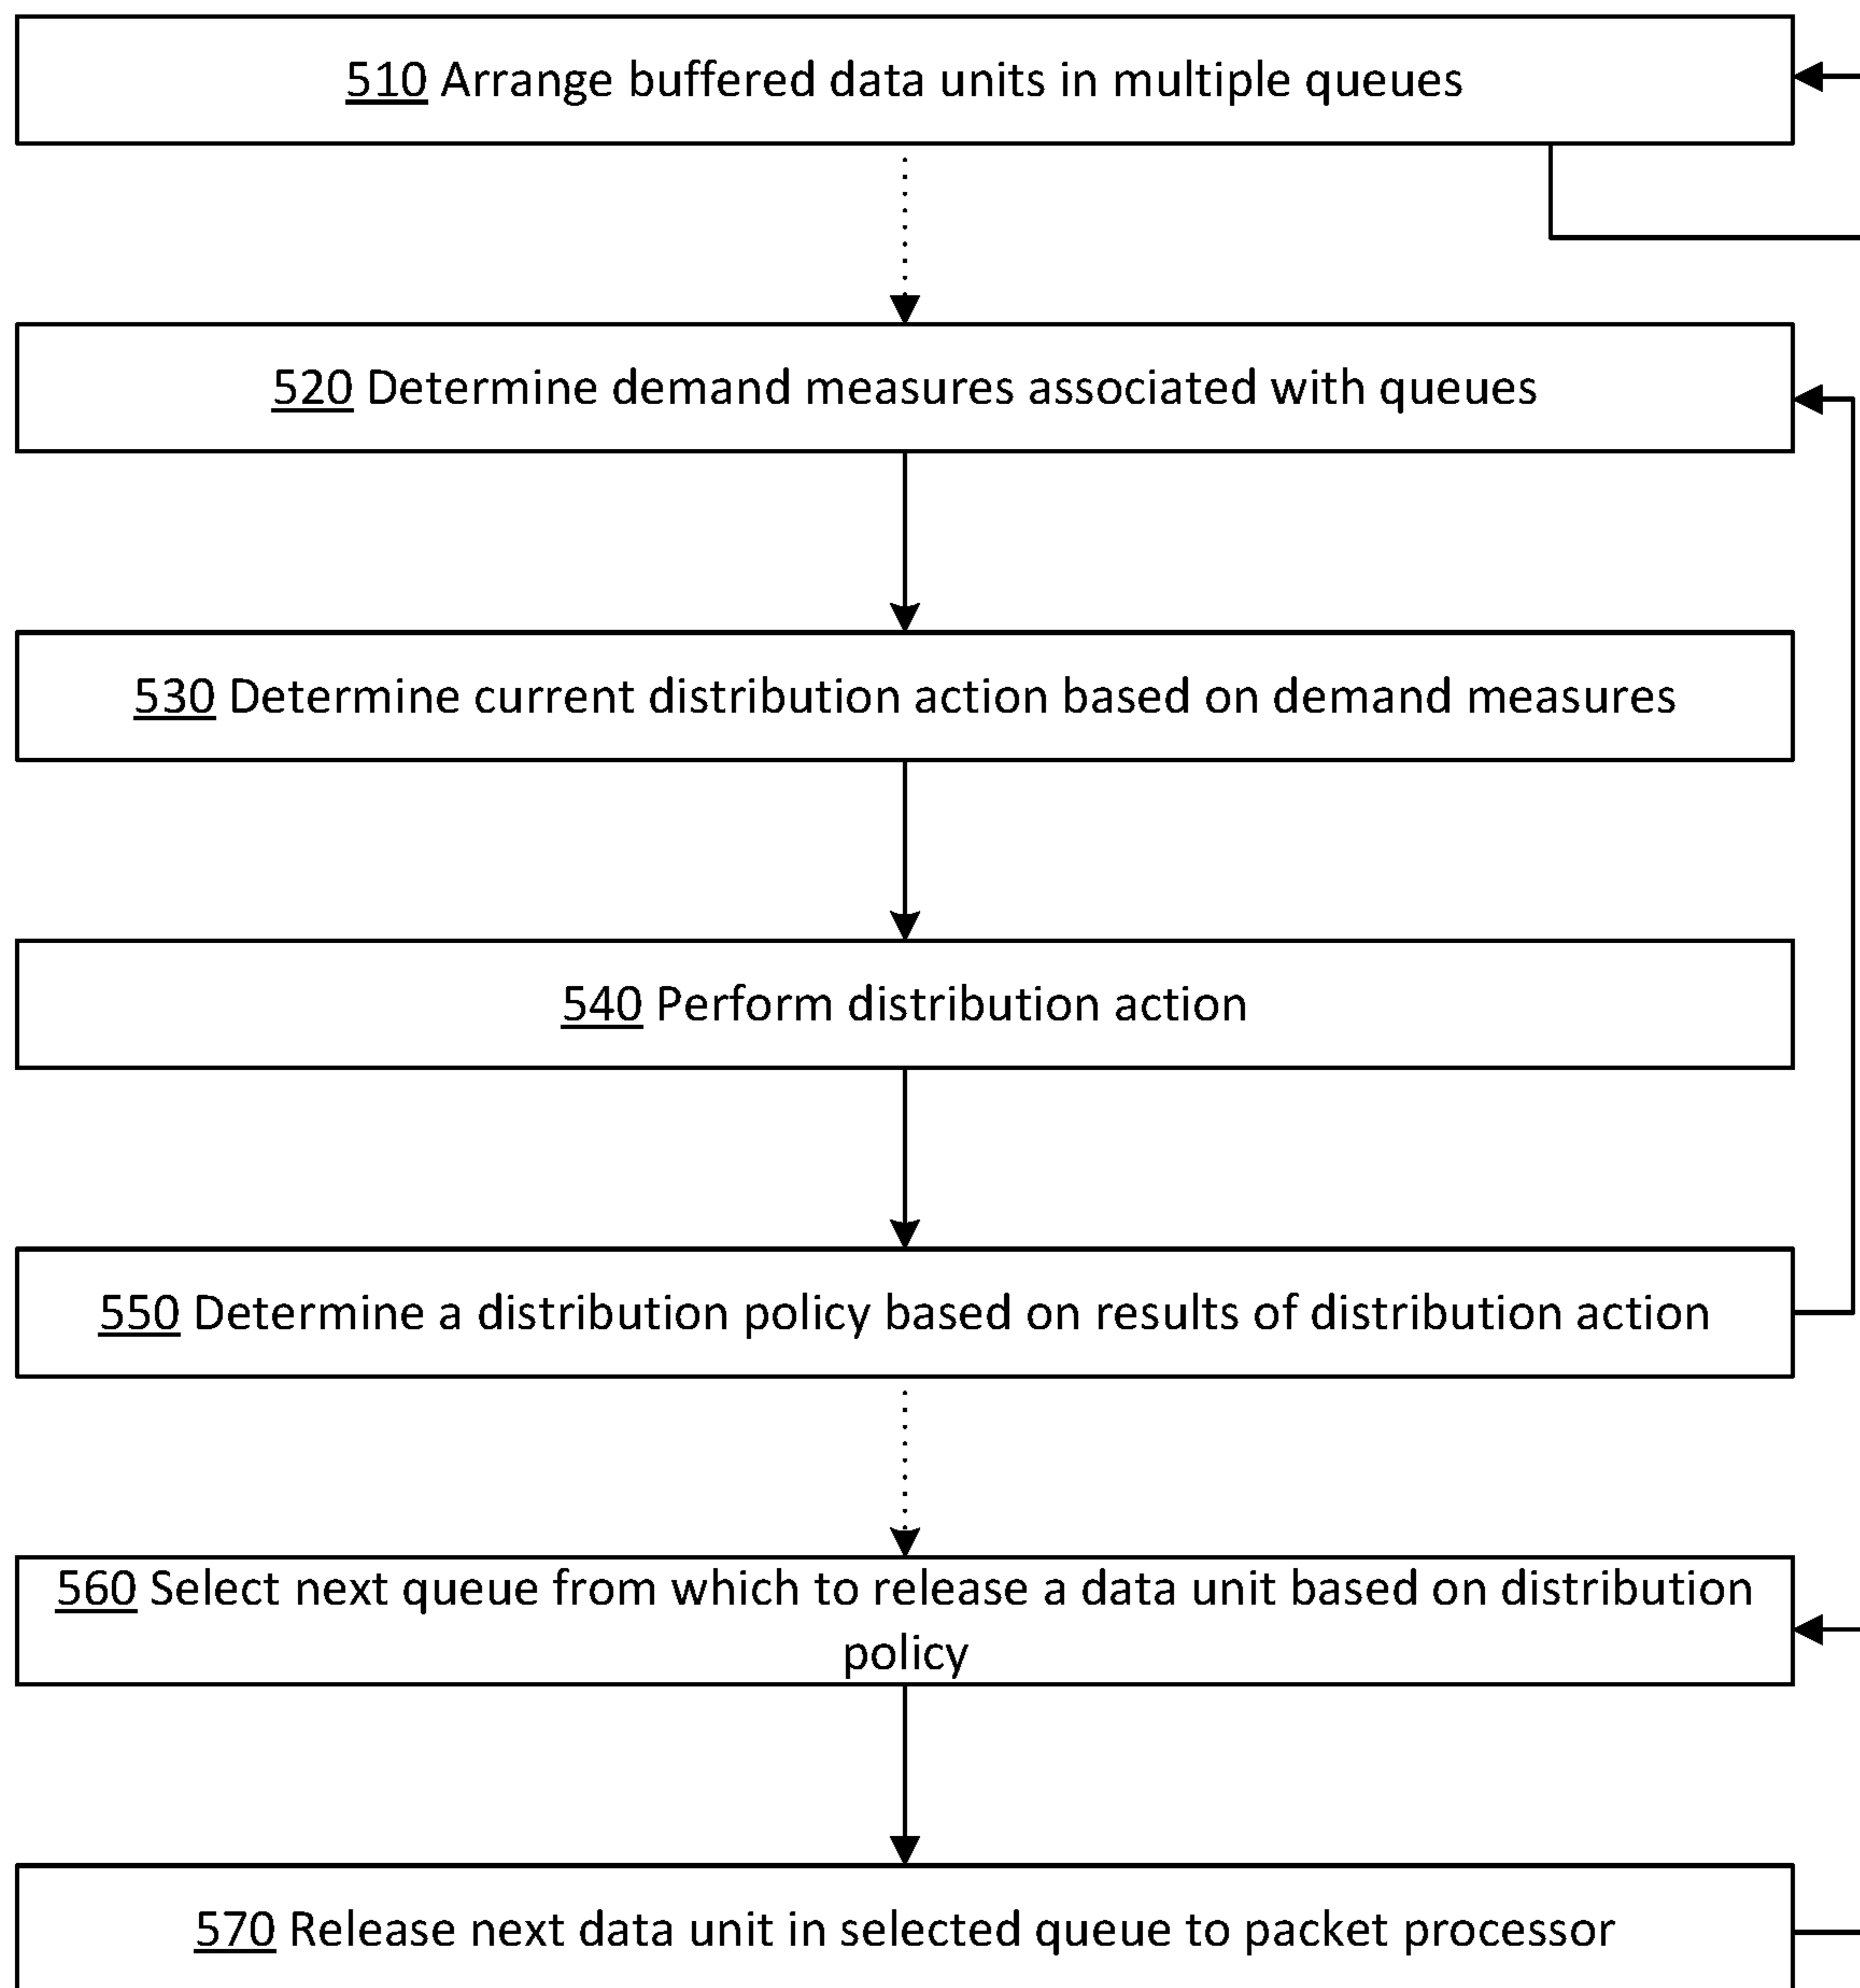 510 Arrange buffered data units in multiple queues
520 Determine demand measures associated with queues
530 Determine current distribution action based on demand measures
540 Perform distribution action
550 Determine a distribution policy based on results of distribution action
560 Select next queue from which to release a data unit based on distribution
policy
570 Release next data unit in selected queue to packet processor